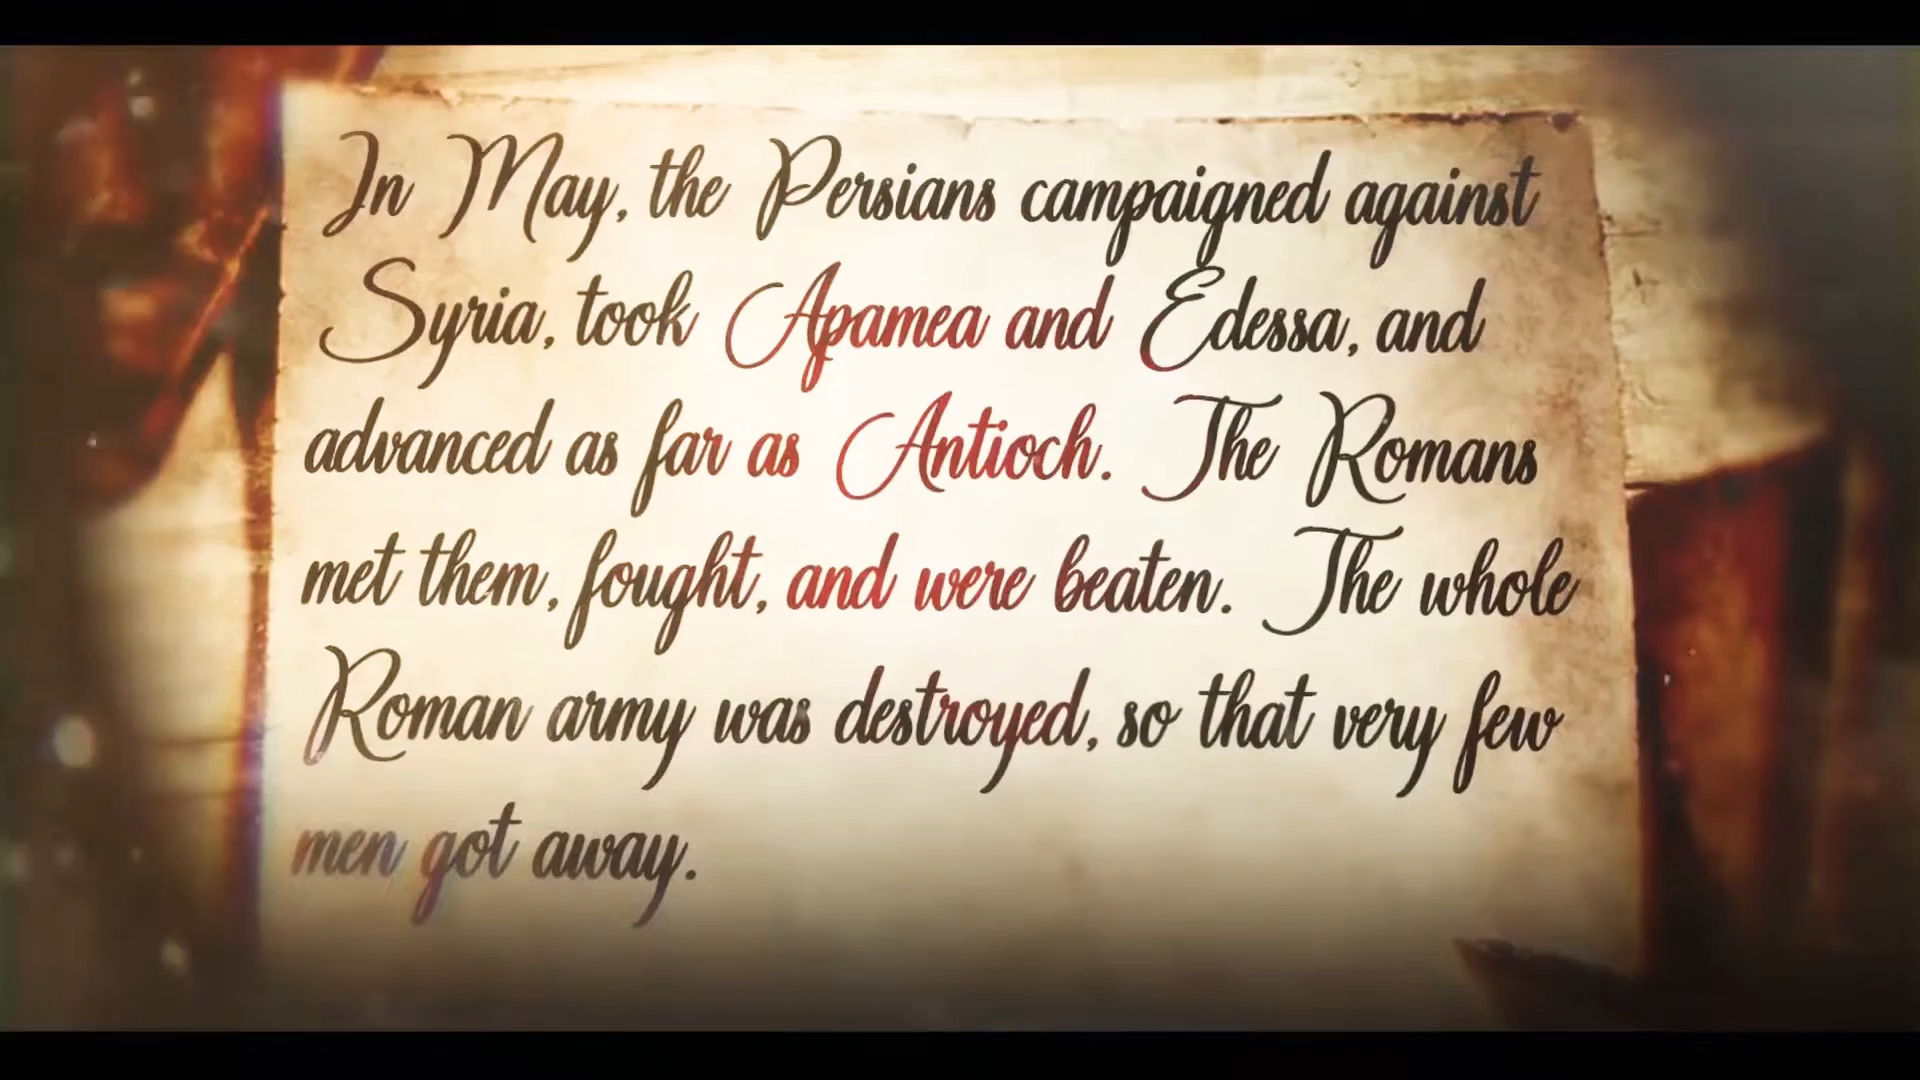 In May, the Persians campaigned against
Syria, took Apamea and Edessa, and
advanced as far as Antioch. The Romans
met them, fought, and were beaten. The whole
Roman army was destroyed, so that very few
men got away.